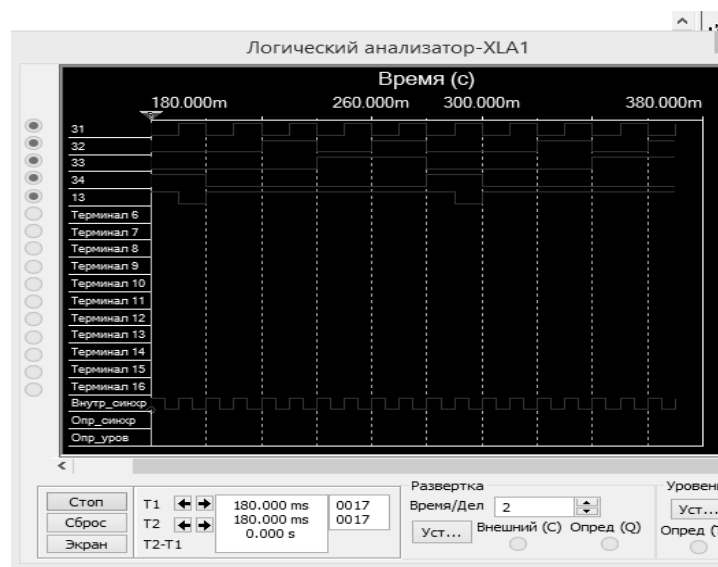 Логический анализатор-XLA1
Время (с)
180.000m 260.000m 300.000m 380.000m
31
32
33
34
13
Терминал 6
Терминал 7
Терминал 8
Терминал 9
Терминал 10
Терминал 11
Терминал 12
Терминал 13
Терминал 14
Терминал 15
Терминал 16
Внутр_синхр
Опр_синхр
Опр_уров
Стоп
Сброс
Экран
T1 180.000 ms 0017
T2 180.000 ms 0017
T2-T1 0.000 s
Развертка
Время/Дел 2
Уст... Внешний (C) Опред (Q)
Уровен
Уст...
Опред (